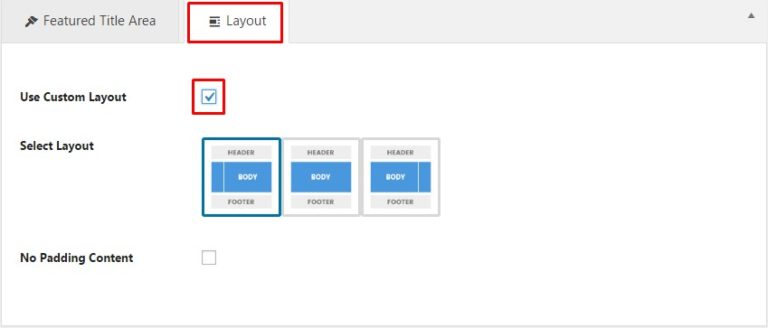 Featured Title Area
Layout
Use Custom Layout
Select Layout
HEADER
BODY
FOOTER
HEADER
BODY
FOOTER
HEADER
BODY
FOOTER
No Padding Content